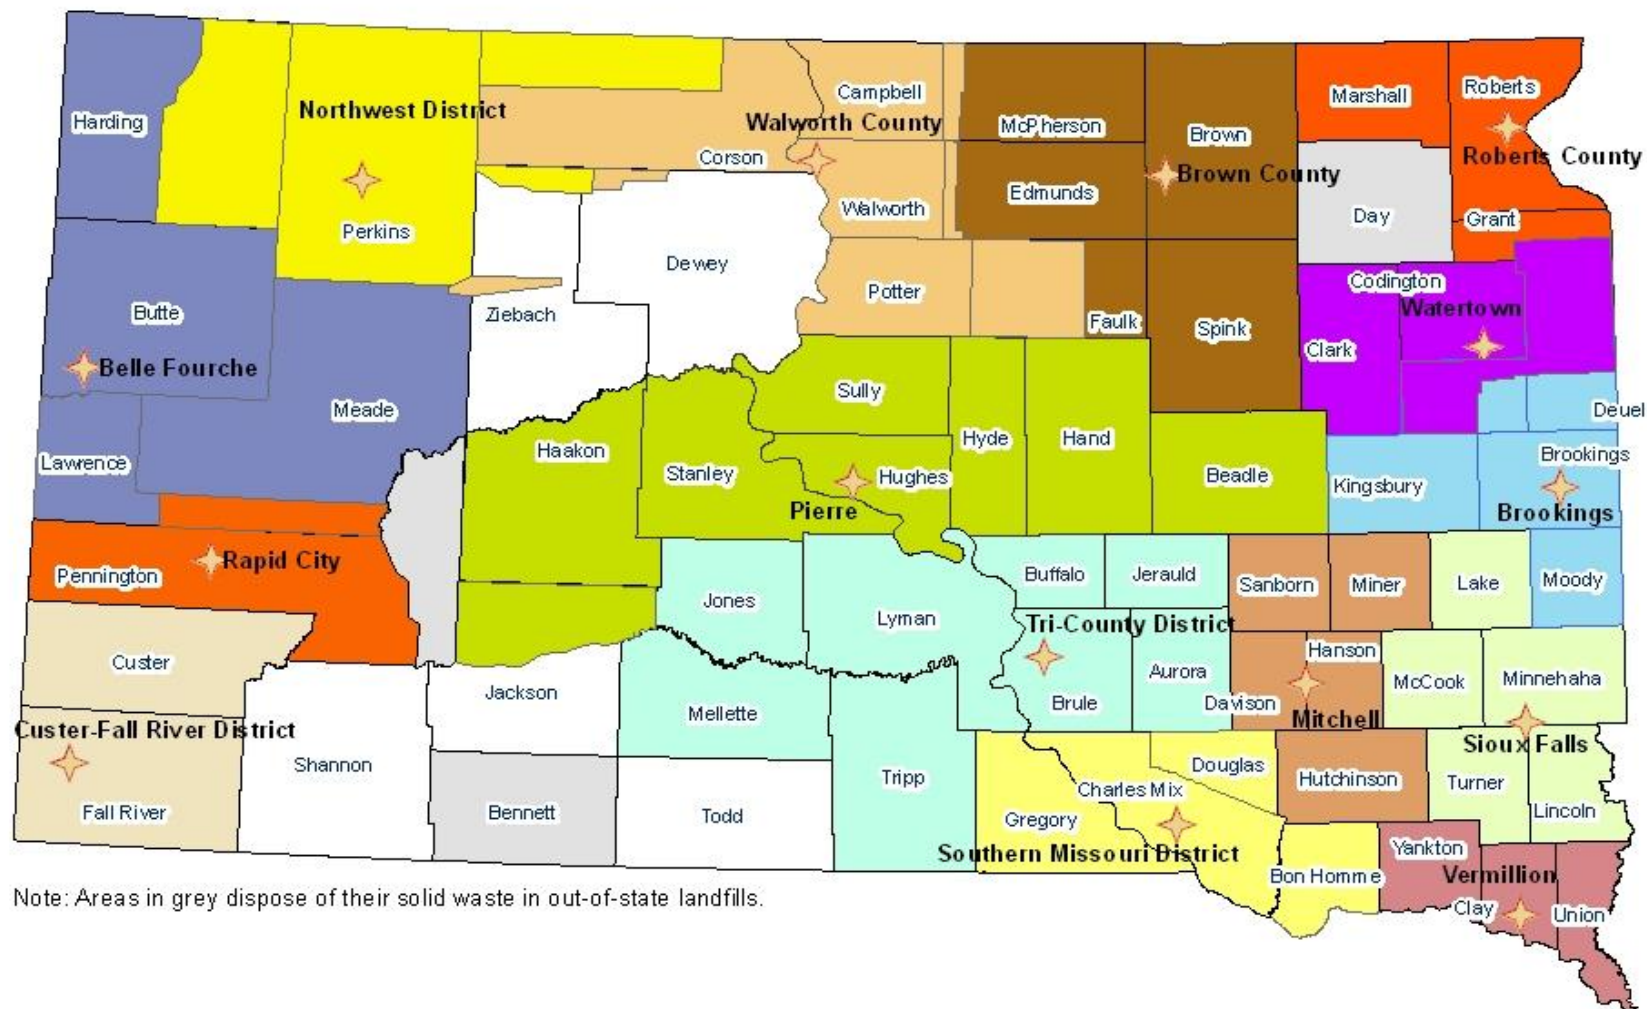 Harding
Northwest District
Perkins
Campbell
Walworth County
Corson
Walworth
McPherson
Brown
Edmunds
Brown County
Marshall
Roberts
Roberts County
Day
Grant
Butte
Belle Fourche
Dewey
Ziebach
Potter
Faulk
Spink
Codington
Watertown
Clark
Meade
Lawrence
Haakon
Stanley
Sully
Hughes
Pierre
Hyde
Hand
Beadle
Kingsbury
Deuel
Brookings
Brookings
Rapid City
Pennington
Jones
Lyman
Buffalo
Jerauld
Sanborn
Miner
Lake
Moody
Custer
Custer-Fall River District
Fall River
Shannon
Jackson
Bennett
Mellette
Todd
Tripp
Tri-County District
Brule
Aurora
Hanson
Davison
Mitchell
McCook
Minnehaha
Sioux Falls
Gregory
Charles Mix
Douglas
Southern Missouri District
Hutchinson
Turner
Lincoln
Bon Homme
Yankton
Vermillion
Clay
Union
Note: Areas in grey dispose of their solid waste in out-of-state landfills.